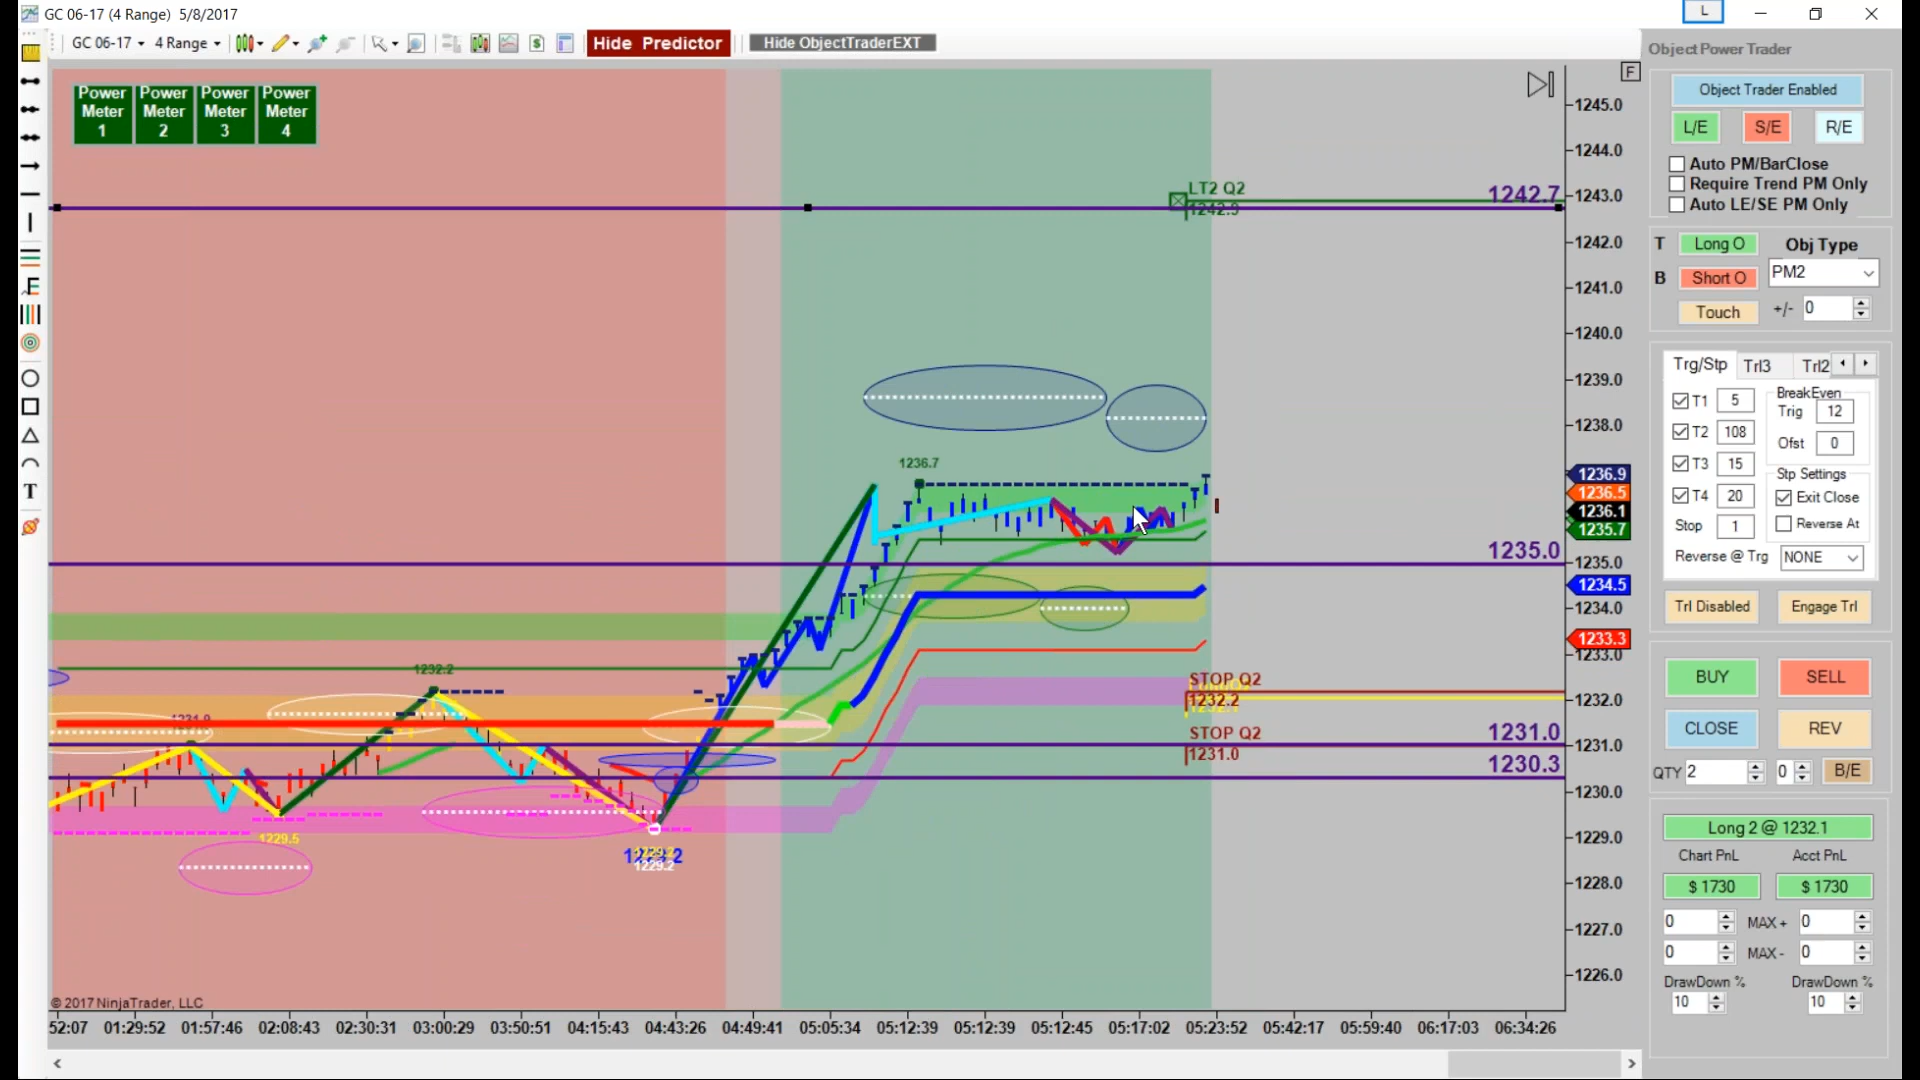 GC 06-17 (4 Range)  5/8/2017
L
GC 06-17
4 Range
Hide Predictor
Hide ObjectTraderEXT
Object Power Trader
F
Power Meter 1
Power Meter 2
Power Meter 3
Power Meter 4
Object Trader Enabled
L/E
S/E
R/E
Auto PM/BarClose
Require Trend PM Only
Auto LE/SE PM Only
T
Long O
Obj Type
B
Short O
PM2
Touch
+/-
0
Trg/Stp
Trl3
Trl2
T1
5
T2
108
T3
15
T4
20
Stop
1
BreakEven
Trig
12
Ofst
0
Stp Settings
Exit Close
Reverse At
Reverse @ Trg
NONE
Trl Disabled
Engage Trl
BUY
SELL
CLOSE
REV
QTY
2
0
B/E
Long 2 @ 1232.1
Chart PnL
Acct PnL
$ 1730
$ 1730
0
MAX +
0
0
MAX -
0
DrawDown %
DrawDown %
10
10
1245.0
1244.0
1243.0
1242.0
1241.0
1240.0
1239.0
1238.0
1236.9
1236.5
1236.1
1235.7
1235.0
1234.5
1234.0
1233.3
1233.0
1232.0
1231.0
1230.0
1229.0
1228.0
1227.0
1226.0
LT2 Q2
1242.9
1242.7
1236.7
1235.0
1232.2
1231.9
STOP Q2
1232.2
STOP Q2
1231.0
1231.0
1230.3
1229.5
1229.2
1229.2
© 2017 NinjaTrader, LLC
52:07
01:29:52
01:57:46
02:08:43
02:30:31
03:00:29
03:50:51
04:15:43
04:43:26
04:49:41
05:05:34
05:12:39
05:12:39
05:12:45
05:17:02
05:23:52
05:42:17
05:59:40
06:17:03
06:34:26
T